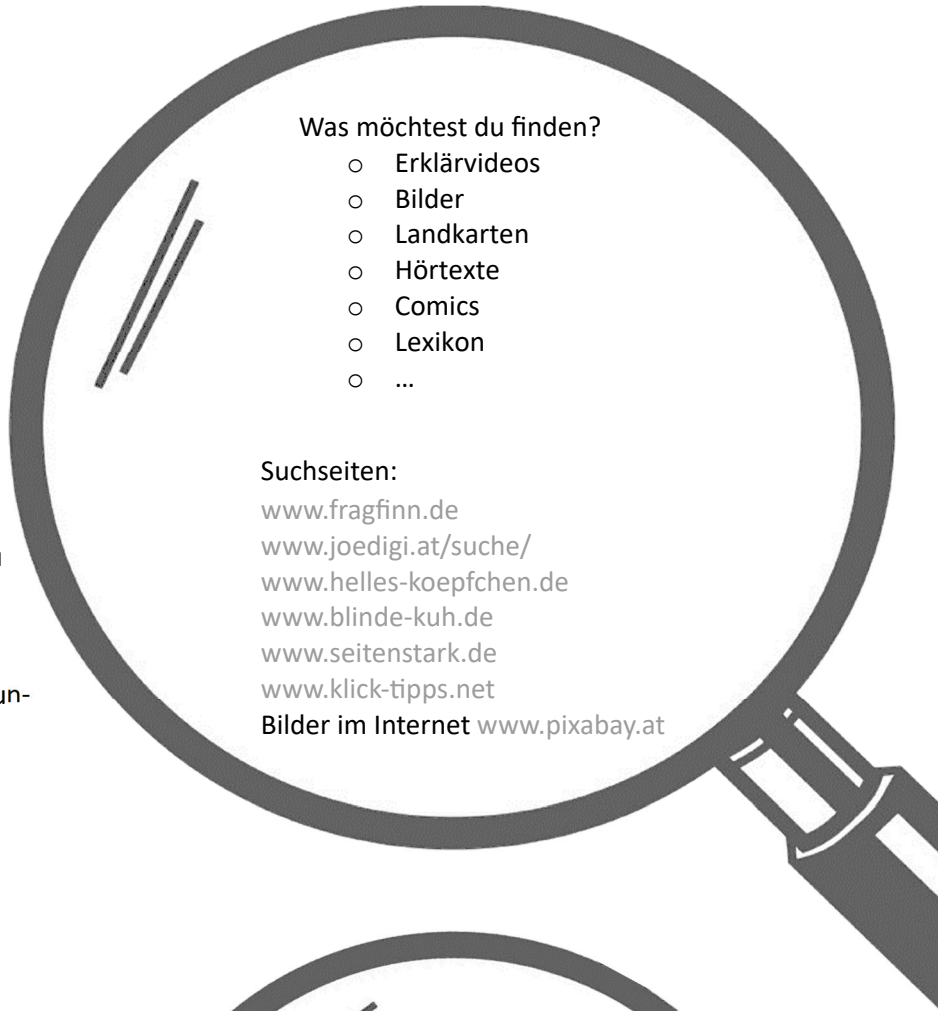 Was möchtest du finden?
o Erklärvideos
o Bilder
o Landkarten
o Hörtexte
o Comics
o Lexikon
o ...
Suchseiten:
www.fragfinn.de
www.joedigi.at/suche/
www.helles-koepfchen.de
www.blinde-kuh.de
www.seitenstark.de
un-
www.klick-tipps.net
Bilder im Internet www.pixabay.at